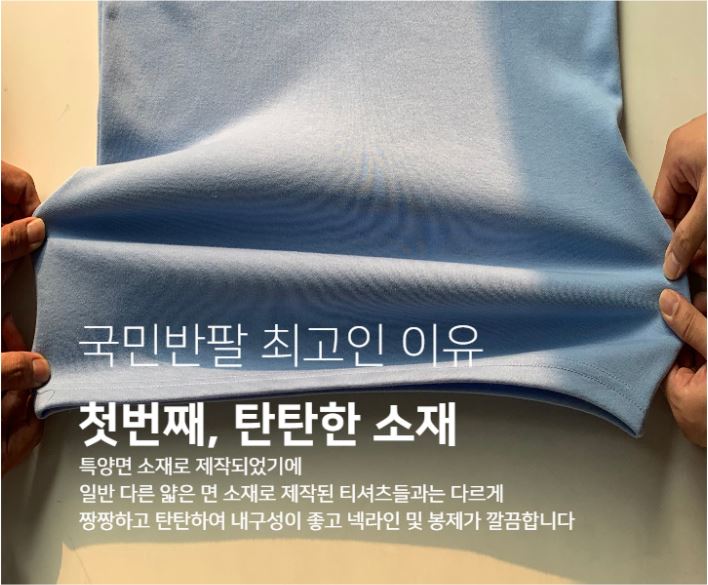 국민반팔 최고인 이유
첫번째, 탄탄한 소재
특양면 소재로 제작되었기에
일반 다른 얇은 면 소재로 제작된 티셔츠들과는 다르게
짱짱하고 탄탄하여 내구성이 좋고 넥라인 및 봉제가 깔끔합니다